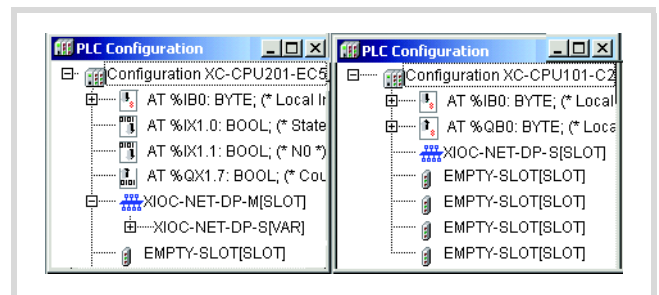 PLC Configuration
Configuration XC-CPU201-EC5
AT %IB0: BYTE; (* Local Ir
AT %IX1.0: BOOL; (* State
AT %IX1.1: BOOL; (* N0 *)
AT %QX1.7: BOOL; (* Cou
XIOC-NET-DP-M[SLOT]
XIOC-NET-DP-S[VAR]
EMPTY-SLOT[SLOT]
PLC Configuration
Configuration XC-CPU101-C2
AT %IB0: BYTE; (* Local
AT %QB0: BYTE; (* Loca
XIOC-NET-DP-S[SLOT]
EMPTY-SLOT[SLOT]
EMPTY-SLOT[SLOT]
EMPTY-SLOT[SLOT]
EMPTY-SLOT[SLOT]